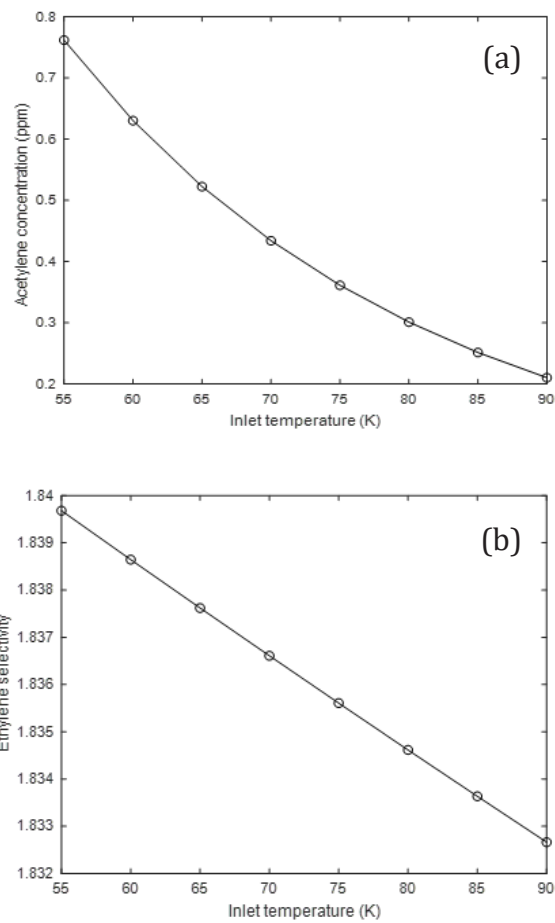 (a)
Acetylene concentration (ppm)
0.8
0.7
0.6
0.5
0.4
0.3
0.2
55 60 65 70 75 80 85 90
Inlet temperature (K)
(b)
Ethylene selectivity
1.84
1.839
1.838
1.837
1.836
1.835
1.834
1.833
1.832
55 60 65 70 75 80 85 90
Inlet temperature (K)